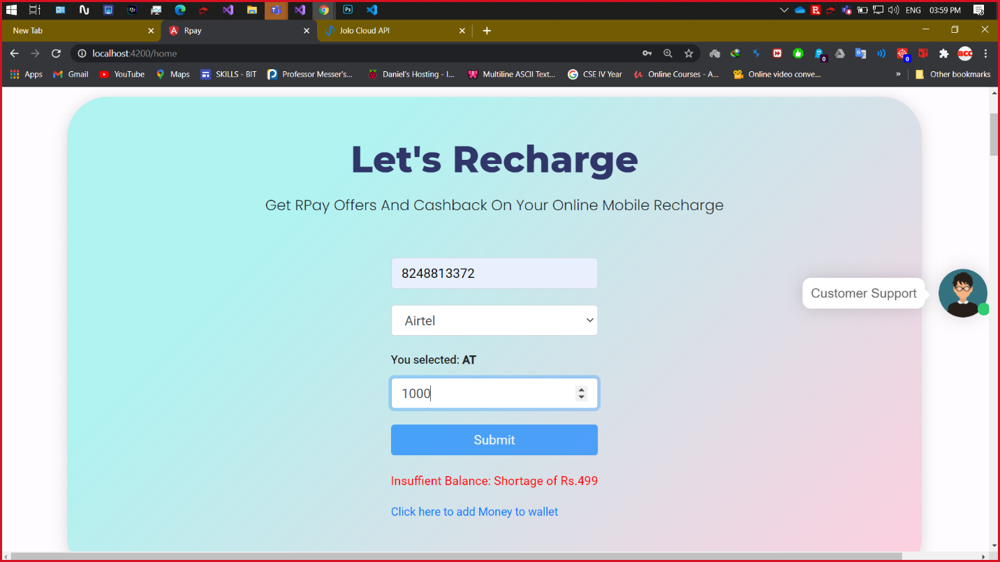 ENG 03:59 PM
New Tab
Rpay
Jolo Cloud API
localhost:4200/home
0
0
BCC
Apps
Gmail
YouTube
Maps
SKILLS - BIT
Professor Messer's...
Daniel's Hosting - I...
Multiline ASCII Text...
CSE IV Year
Online Courses - A...
Online video conve...
»
Other bookmarks
Let's Recharge
Get RPay Offers And Cashback On Your Online Mobile Recharge
8248813372
Customer Support
Airtel
You selected: AT
1000
Submit
Insuffient Balance: Shortage of Rs.499
Click here to add Money to wallet